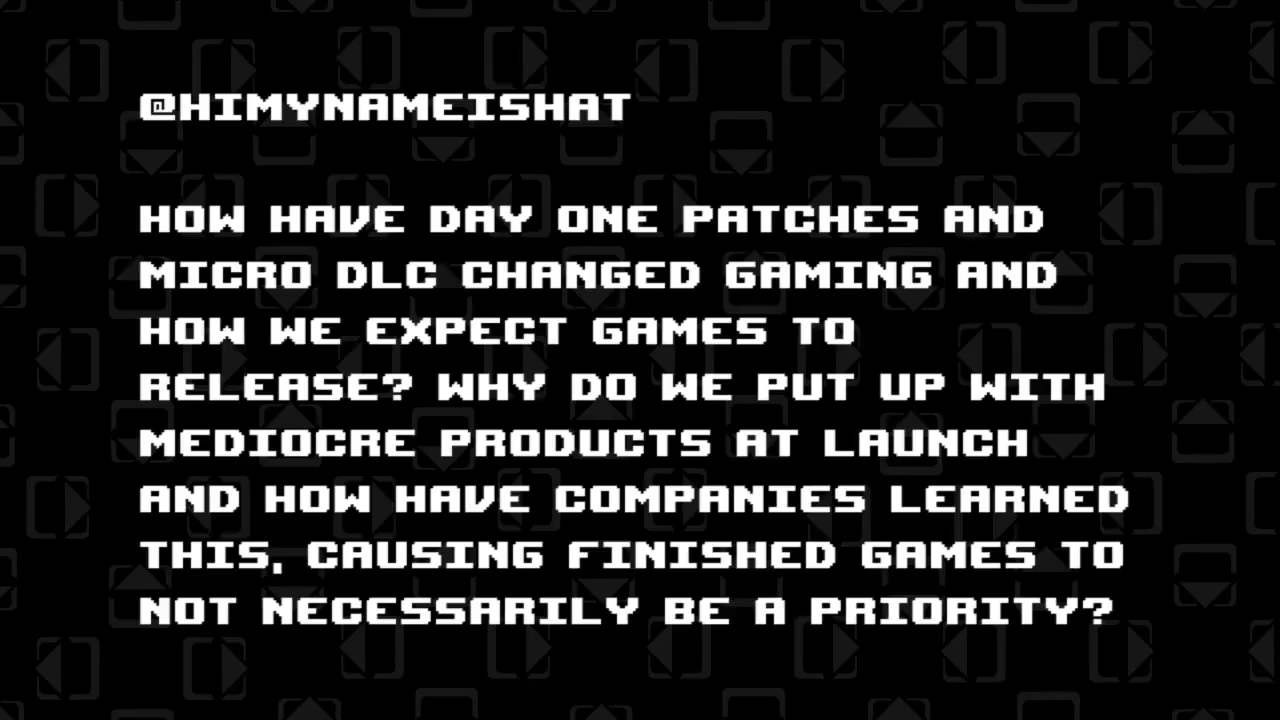 @HIMYNAMEISHAT
HOW HAVE DAY ONE PATCHES AND
MICRO DLC CHANGED GAMING AND
HOW WE EXPECT GAMES TO
RELEASE? WHY DO WE PUT UP WITH
MEDIOCRE PRODUCTS AT LAUNCH
AND HOW HAVE COMPANIES LEARNED
THIS, CAUSING FINISHED GAMES TO
NOT NECESSARILY BE A PRIORITY?